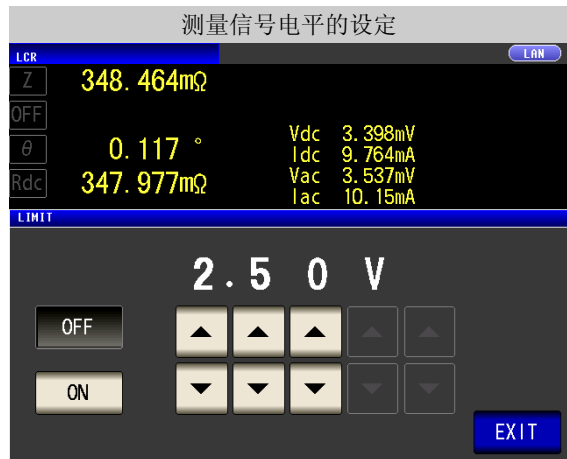 测量信号电平的设定
LCR LAN
Z 348.464mΩ
OFF
Vdc 3.398mV
θ 0.117 ° Idc 9.764mA
Vac 3.537mV
Rdc 347.977mΩ
Iac 10.15mA
LIMIT
2.50 V
OFF
ON
EXIT